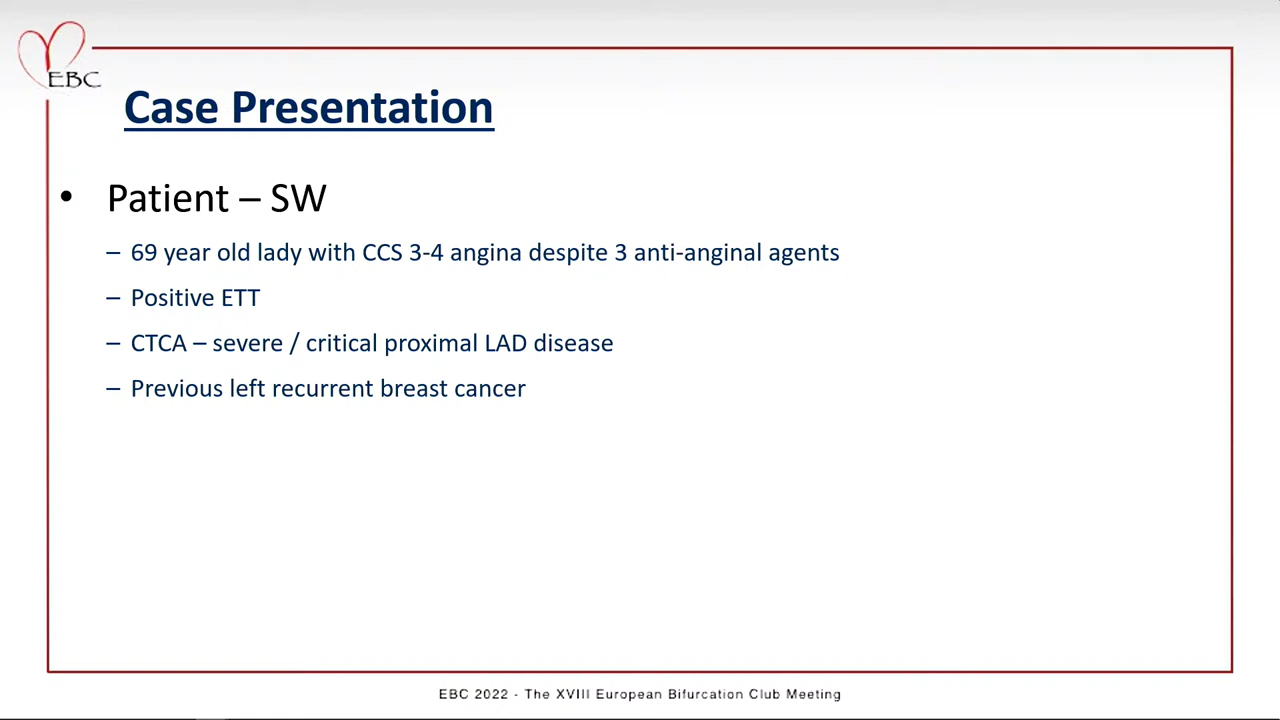 EBC
Case Presentation
• Patient – SW
– 69 year old lady with CCS 3-4 angina despite 3 anti-anginal agents
– Positive ETT
– CTCA – severe / critical proximal LAD disease
– Previous left recurrent breast cancer
EBC 2022 - The XVIII European Bifurcation Club Meeting